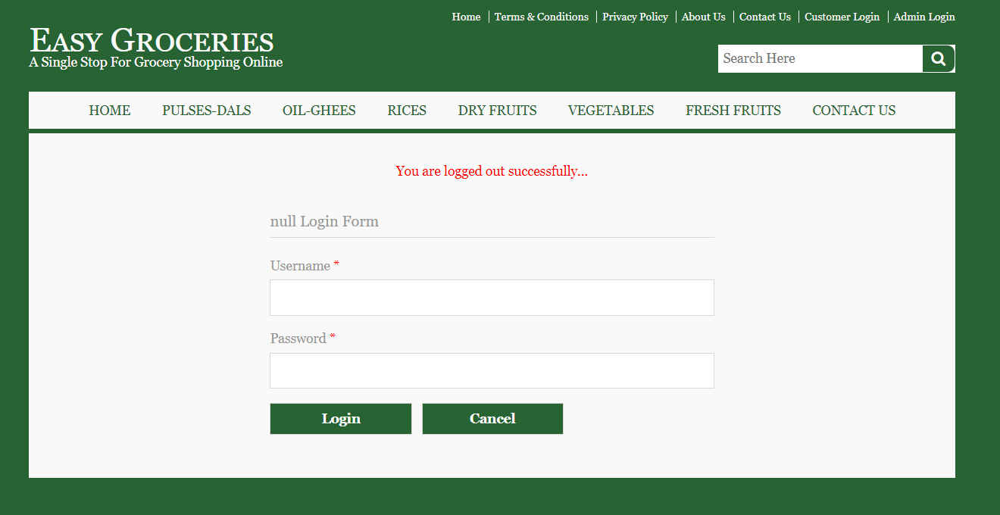 Home Terms & Conditions Privacy Policy About Us Contact Us Customer Login Admin Login
EASY GROCERIES
A Single Stop For Grocery Shopping Online
Search Here
HOME PULSES-DALS OIL-GHEES RICES DRY FRUITS VEGETABLES FRESH FRUITS CONTACT US
You are logged out successfully...
null Login Form
Username *
Password *
Login Cancel